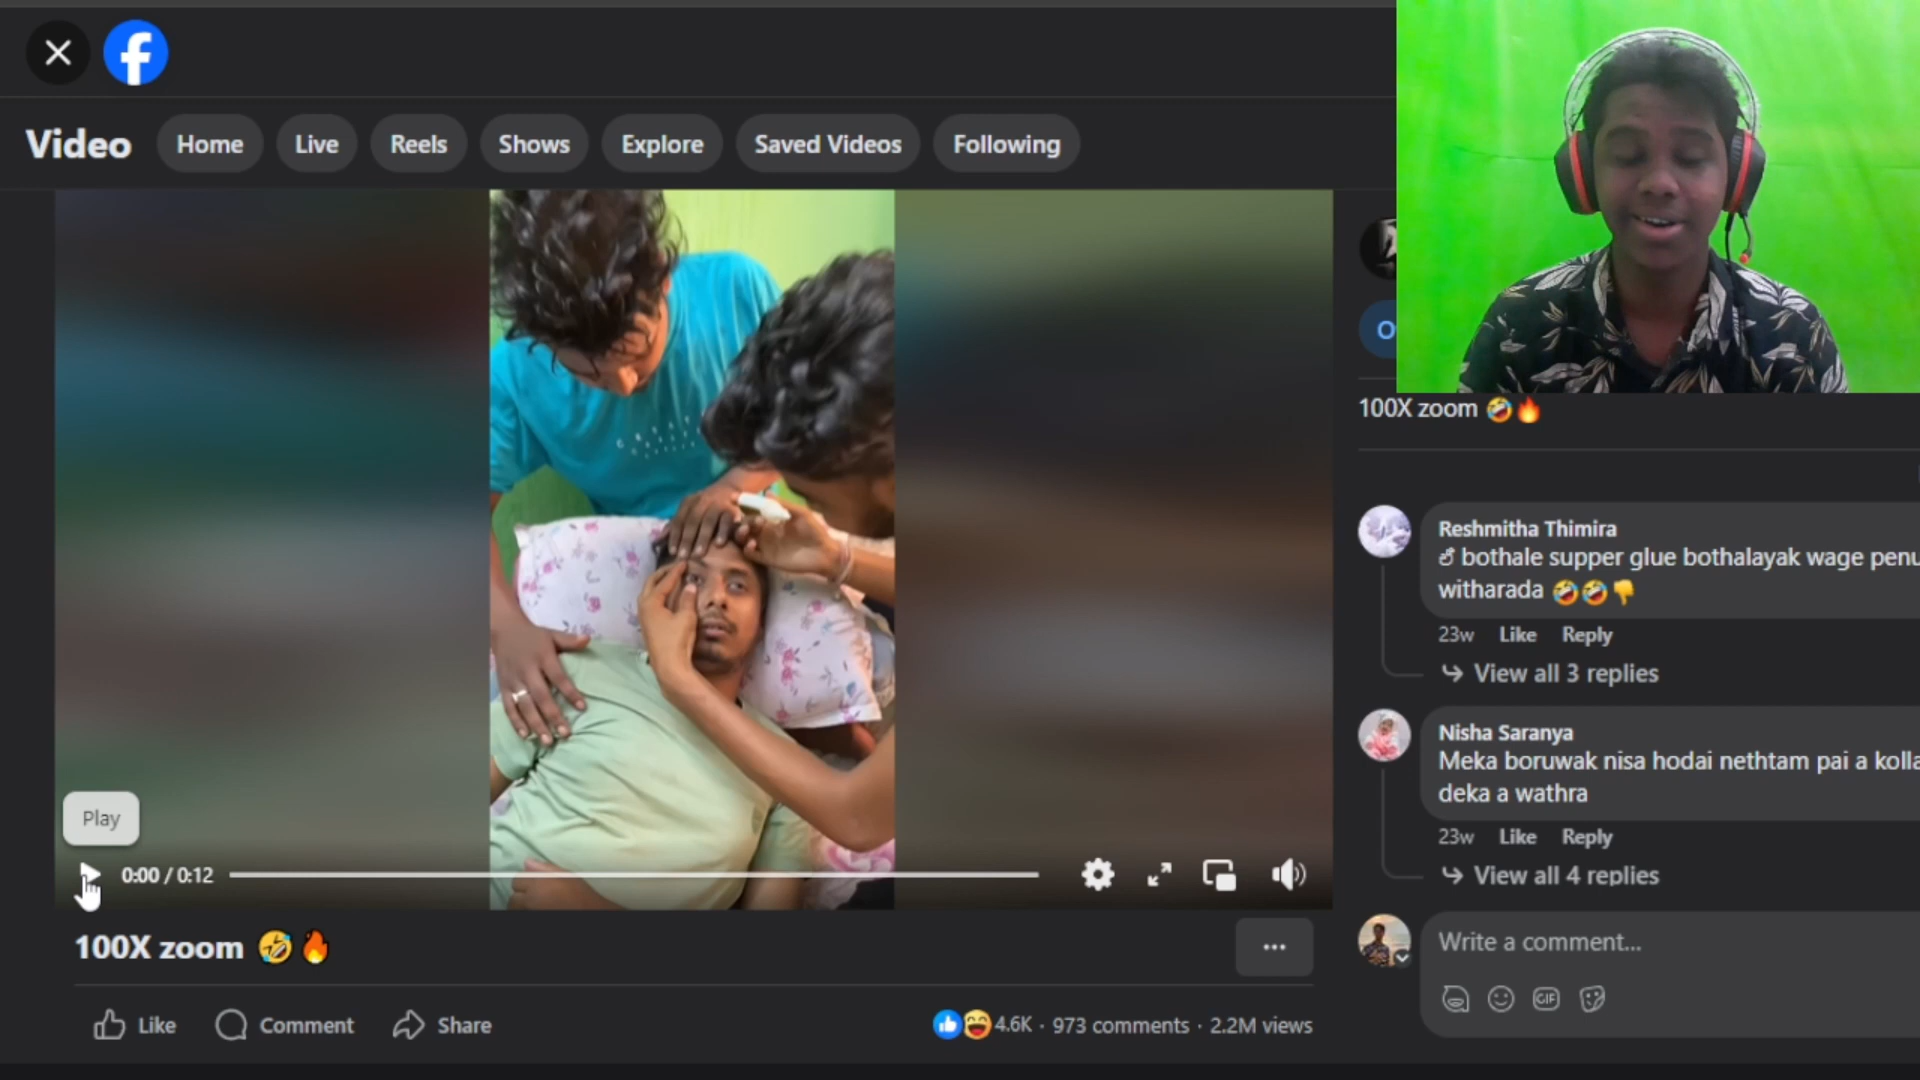 Video
Home
Live
Reels
Shows
Explore
Saved Videos
Following
100X zoom 🤣🔥
Reshmitha Thimira
bothale supper glue bothalayak wage penu
witharada 🤣🤣👎
23w Like Reply
View all 3 replies
Nisha Saranya
Meka boruwak nisa hodai nethtam pai a kolla
deka a wathra
23w Like Reply
View all 4 replies
Write a comment...
GIF
Play
0:00 / 0:12
100X zoom 🤣🔥
Like Comment Share
4.6K · 973 comments · 2.2M views